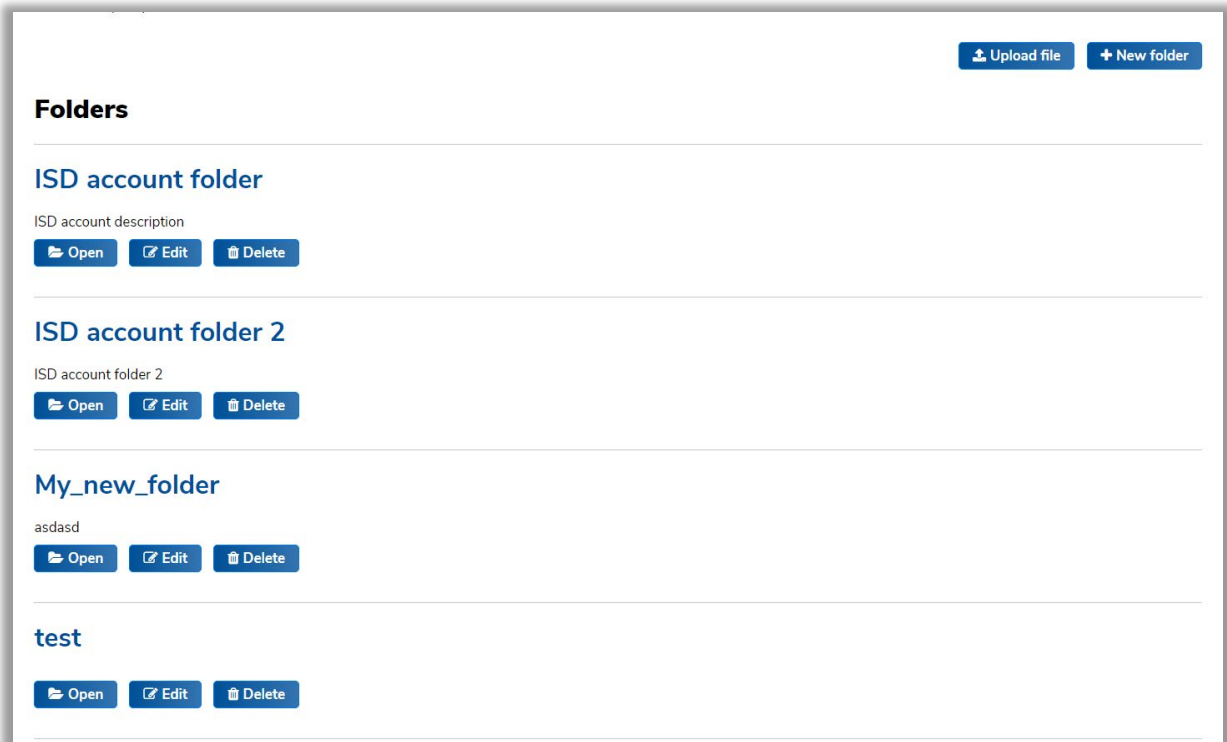 Upload file New folder
Folders
ISD account folder
ISD account description
Open Edit Delete
ISD account folder 2
ISD account folder 2
Open Edit Delete
My_new_folder
asdasd
Open Edit Delete
test
Open Edit Delete